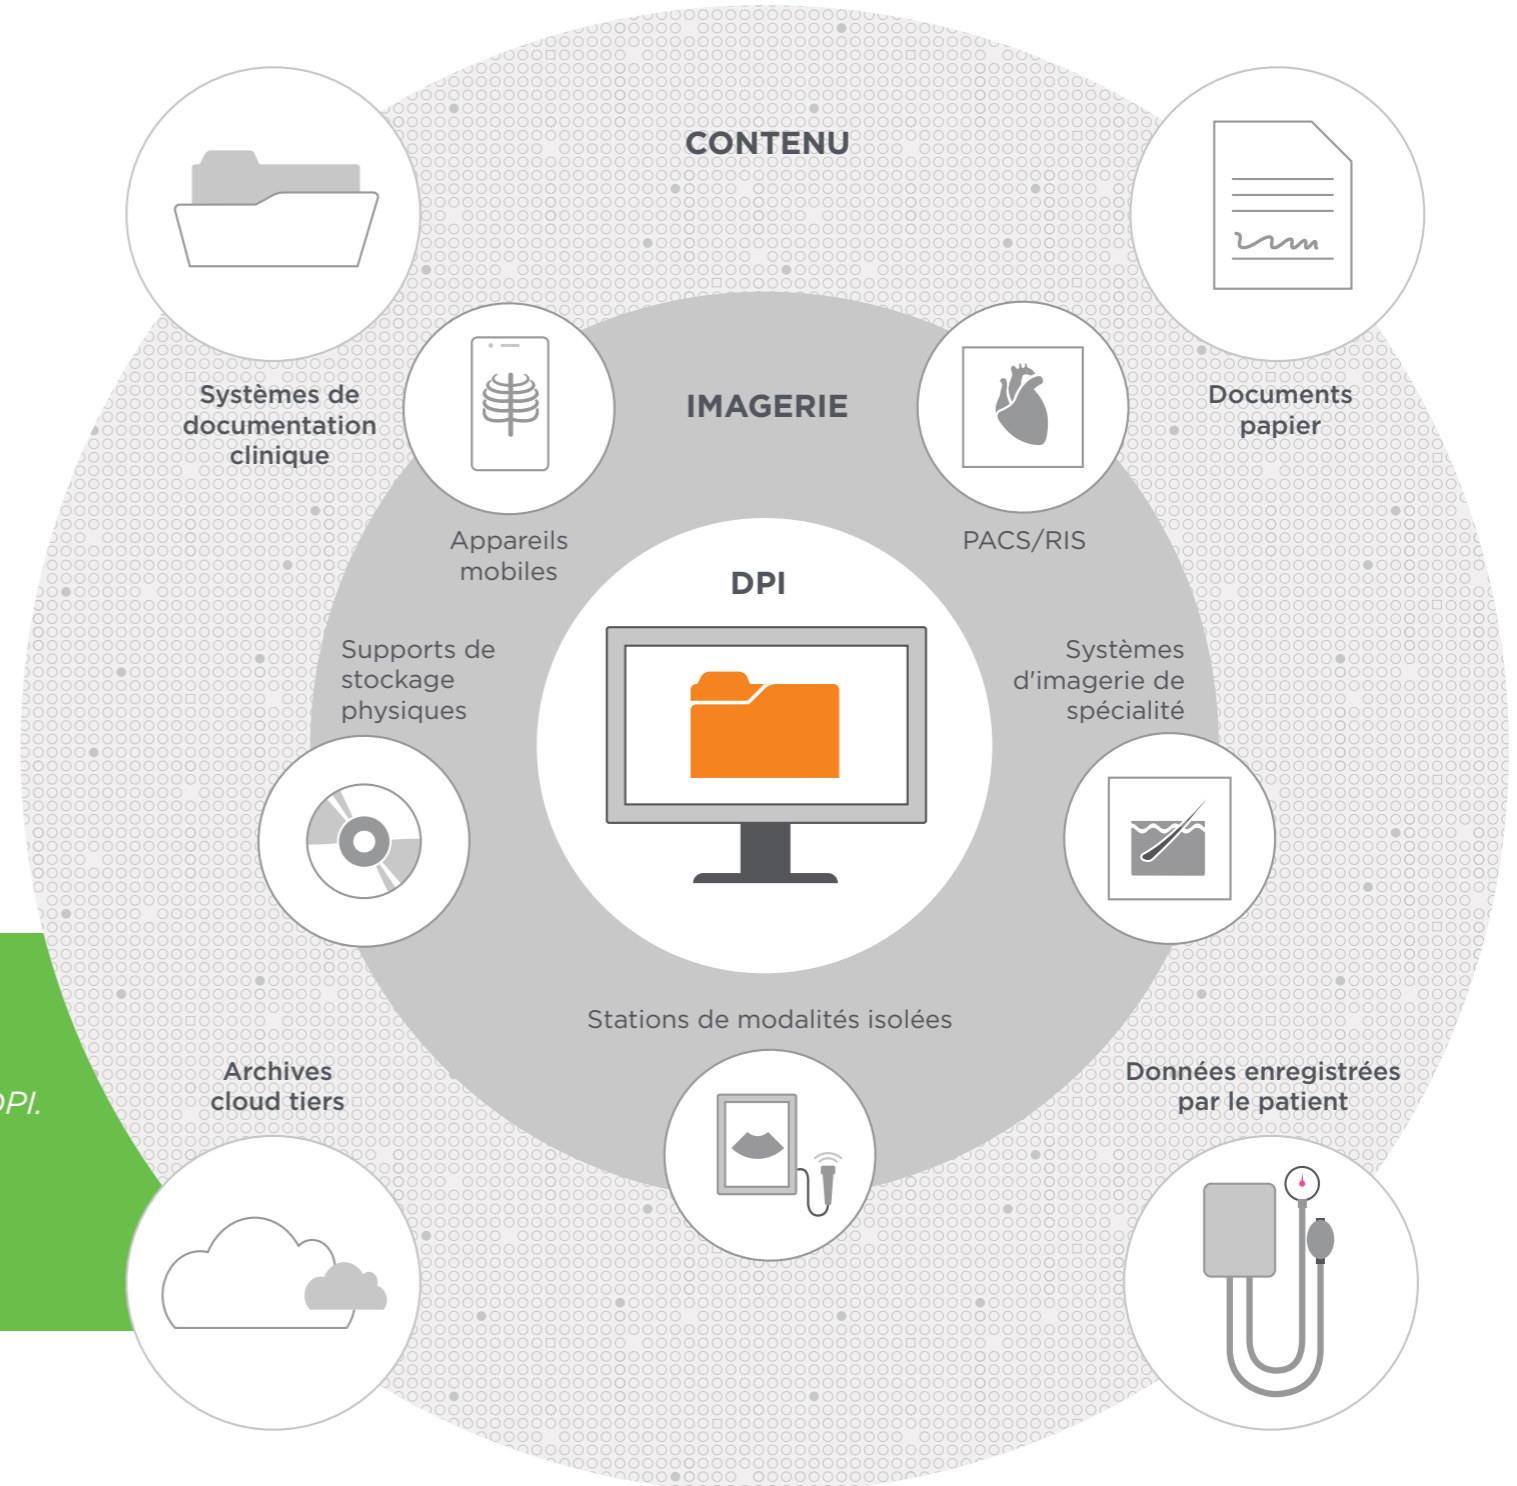 CONTENU
Systèmes de
documentation
clinique
Documents
papier
IMAGERIE
Appareils
mobiles
PACS/RIS
DPI
Supports de
stockage
physiques
Systèmes
d'imagerie de
spécialité
Stations de modalités isolées
Archives
cloud tiers
Données enregistrées
par le patient
DPI.